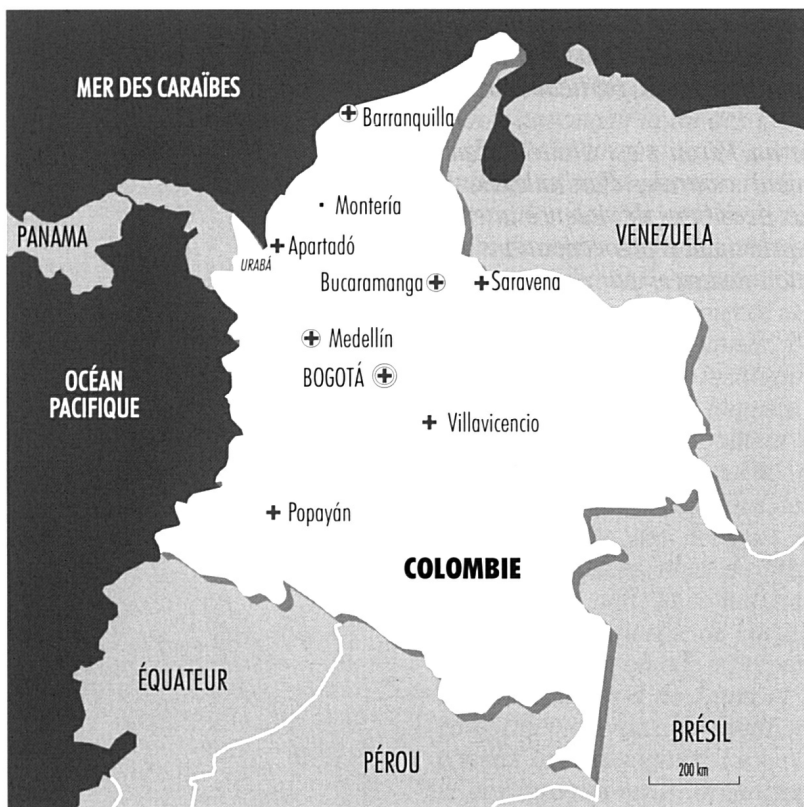 MER DES CARAÏBES
Barranquilla
Montería
PANAMA
Apartadó
URABÁ
VENEZUELA
Bucaramanga
Saravena
Medellín
OCÉAN
PACIFIQUE
BOGOTÁ
Villavicencio
Popayán
COLOMBIE
ÉQUATEUR
BRÉSIL
PÉROU
200 km